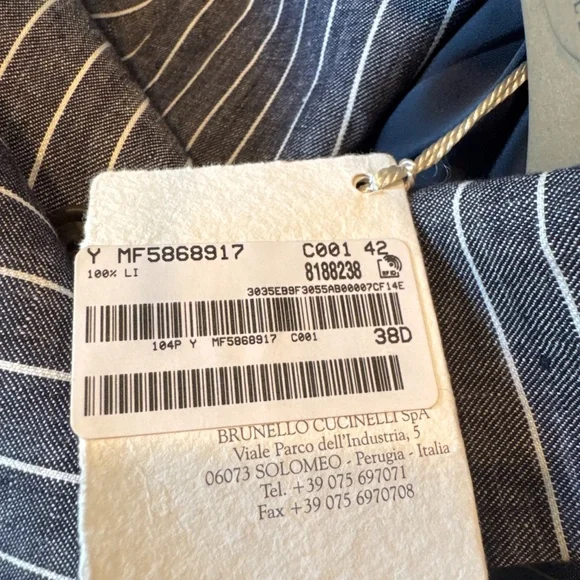 Y MF5868917 C001 42
100% LI 8188238 RFID
3035EB9F3055AB00007CF14E
104P Y MF5868917 C001 38D
BRUNELLO CUCINELLI SpA
Viale Parco dell'Industria, 5
06073 SOLOMEO - Perugia - Italia
Tel. +39 075 697071
Fax +39 075 6970708